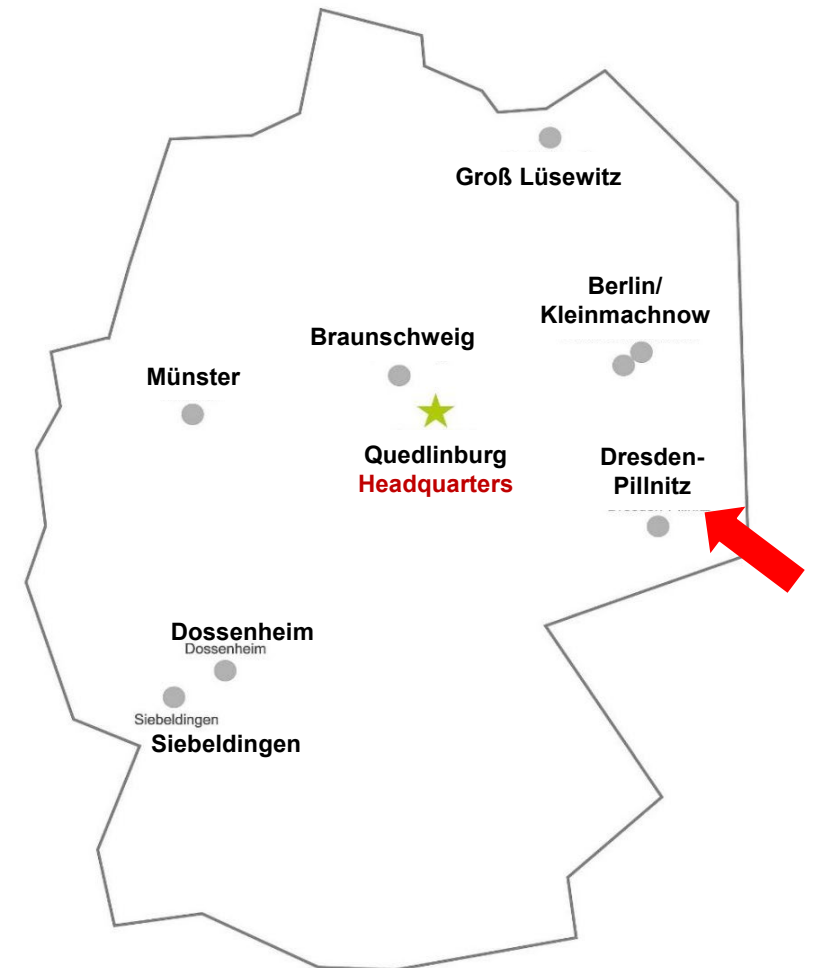 Groß Lüsewitz
Berlin/
Kleinmachnow
Braunschweig
Münster
Quedlinburg
Headquarters
Dresden-
Pillnitz
Dossenheim
Dossenheim
Siebeldingen
Siebeldingen